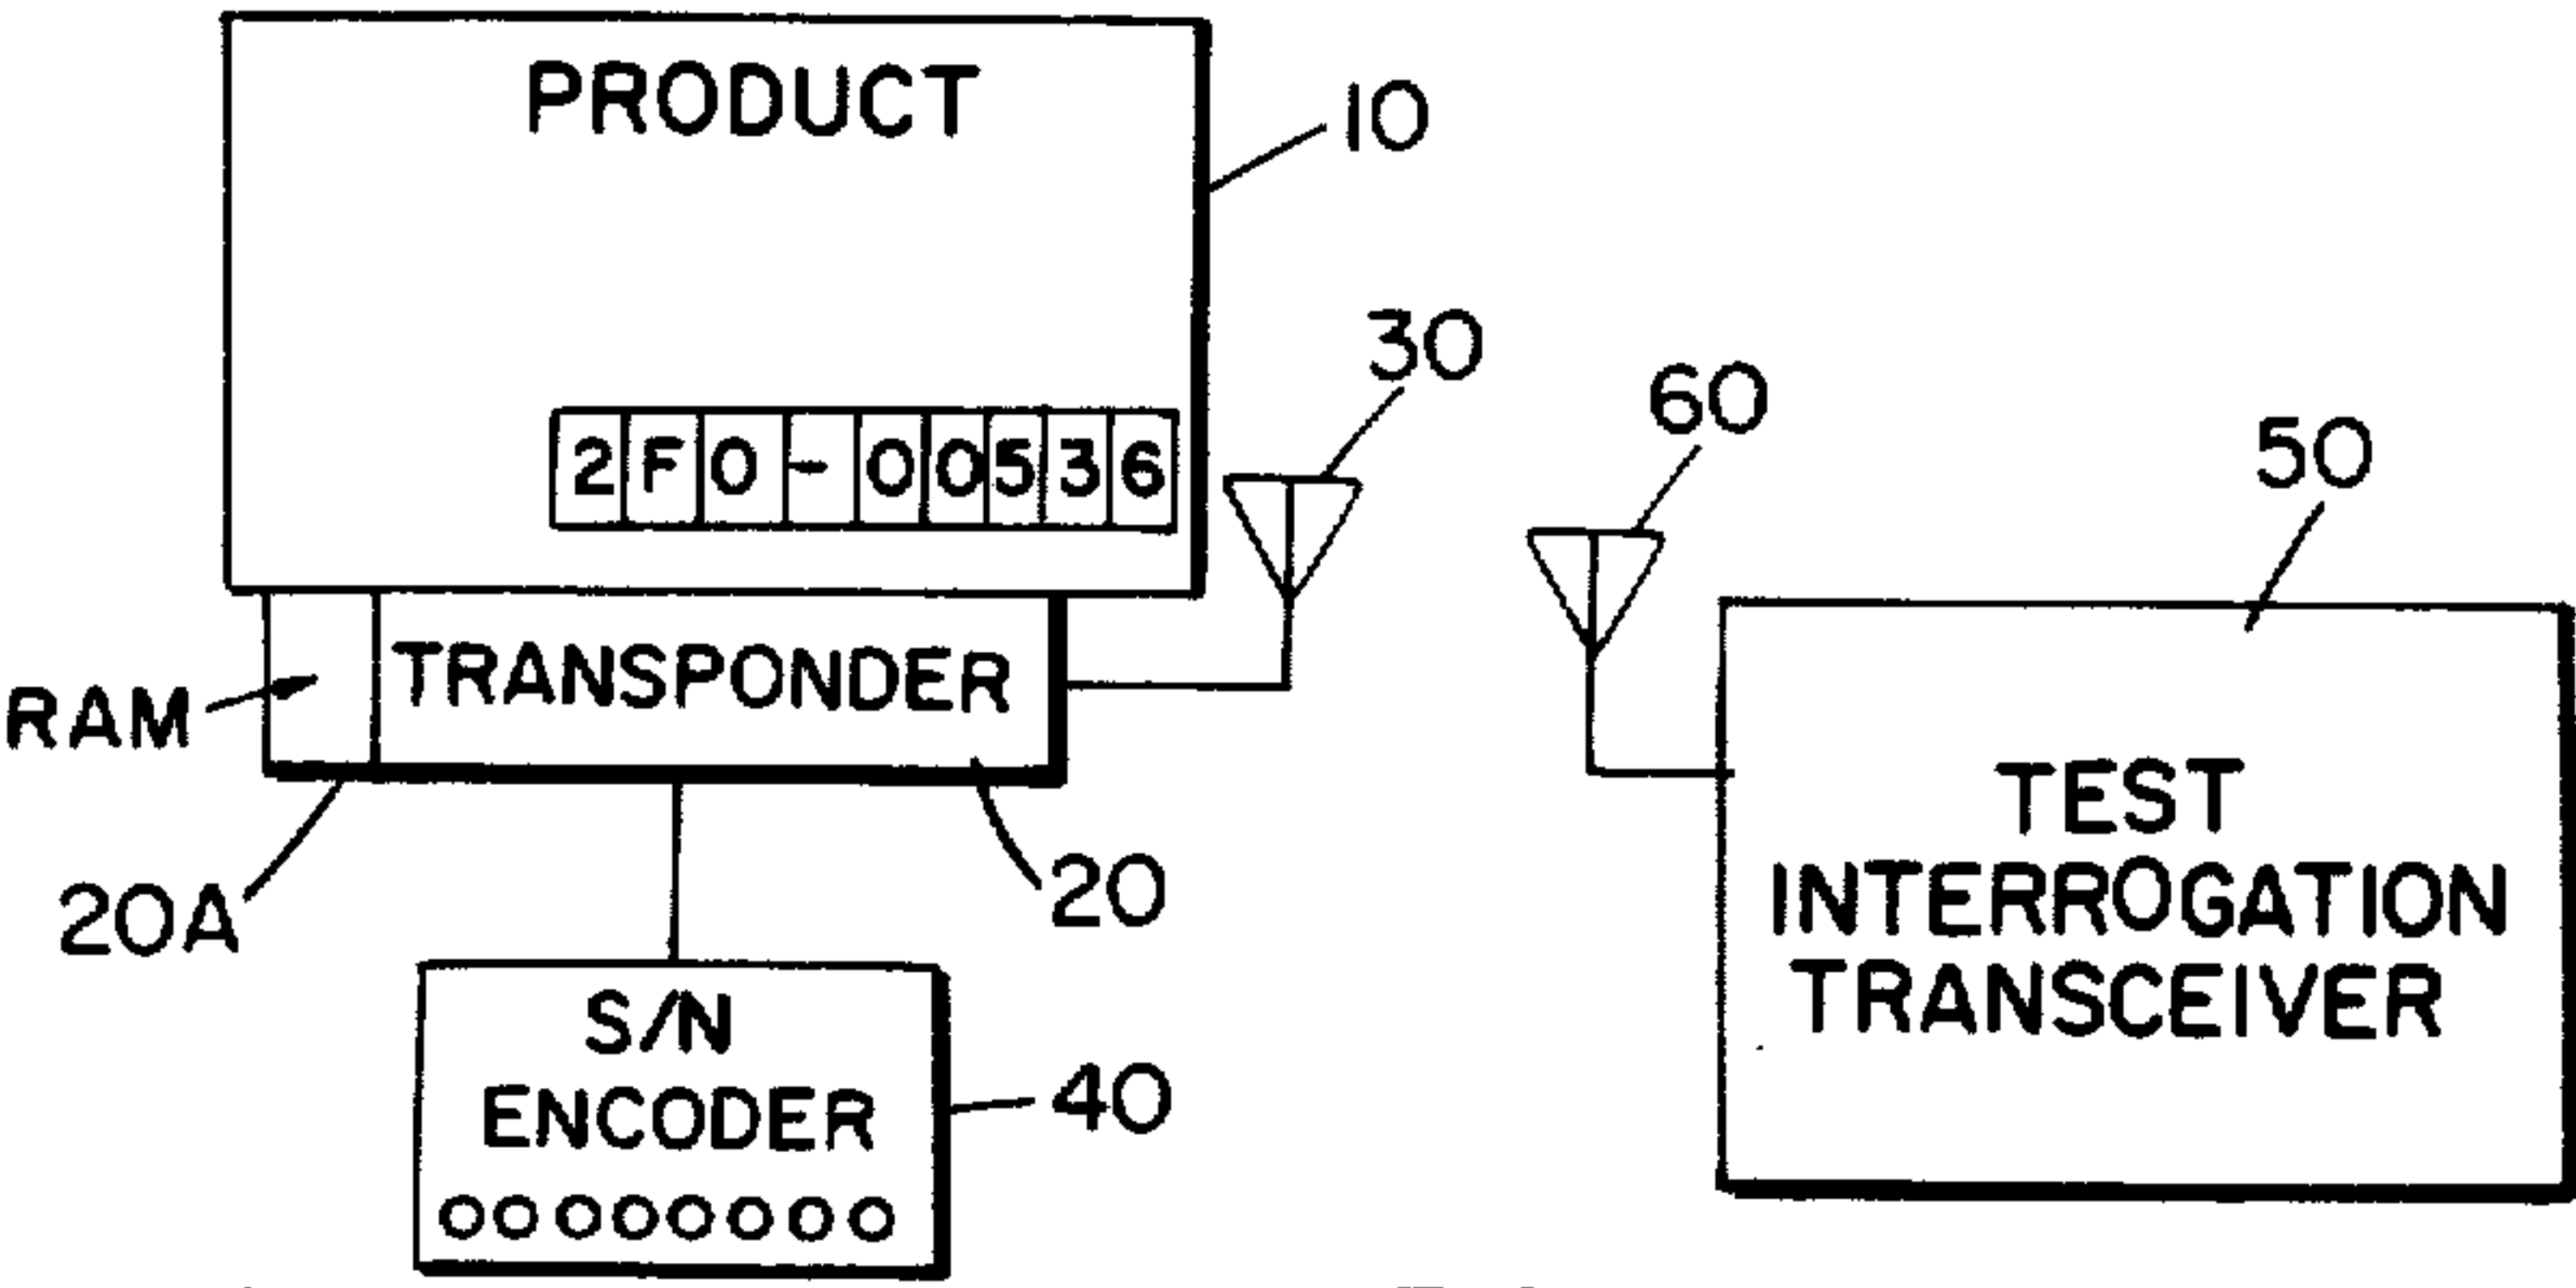 PRODUCT
10
2F0-00536
30
60
50
RAM
TRANSPONDER
20A
20
S/N
ENCODER
40
TEST
INTERROGATION
TRANSCEIVER